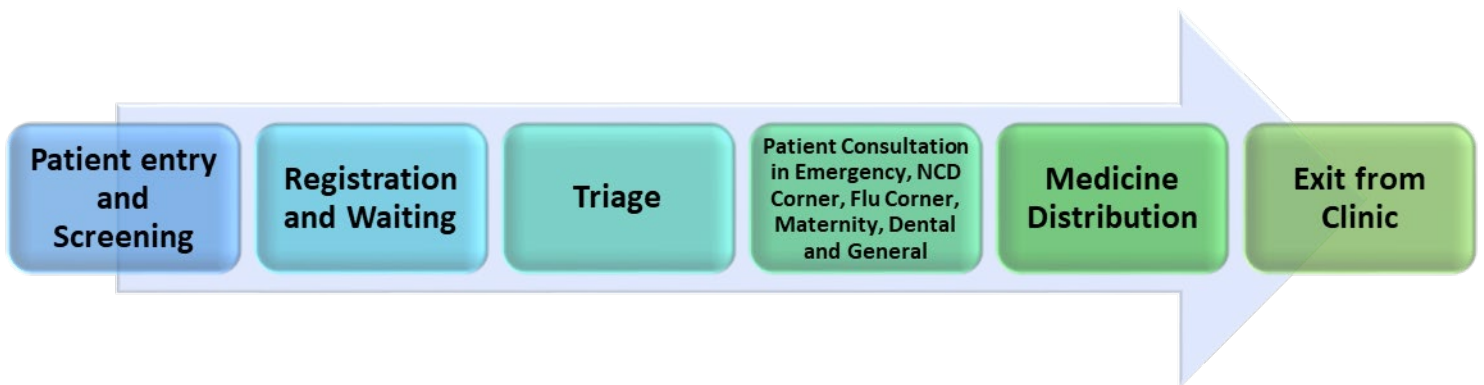 Patient entry
and
Screening
Registration
and Waiting
Triage
Patient Consultation
in Emergency, NCD
Corner, Flu Corner,
Maternity, Dental
and General
Medicine
Distribution
Exit from
Clinic